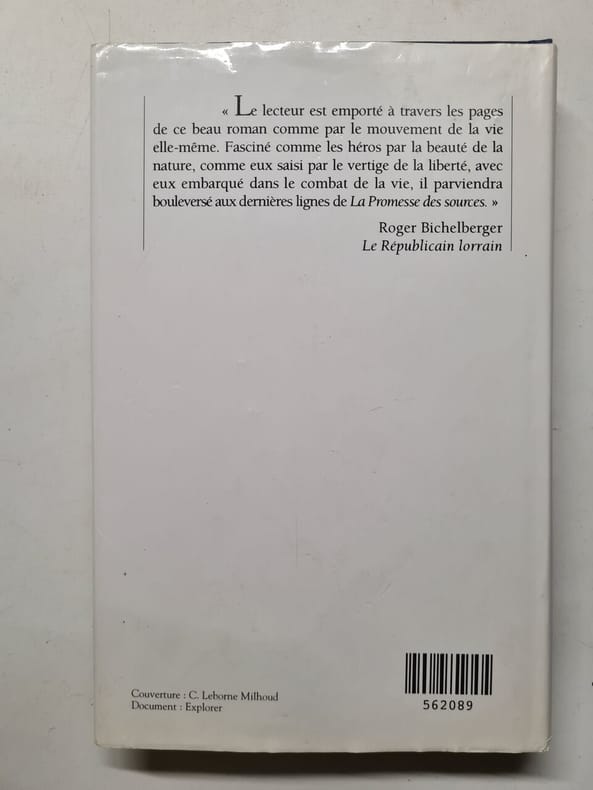 « Le lecteur est emporté à travers les pages
de ce beau roman comme par le mouvement de la vie
elle-même. Fasciné comme les héros par la beauté de la
nature, comme eux saisi par le vertige de la liberté, avec
eux embarqué dans le combat de la vie, il parviendra
bouleversé aux dernières lignes de La Promesse des sources. »
Roger Bichelberger
Le Républicain lorrain
Couverture : C. Leborne Milhoud
Document : Explorer
562089